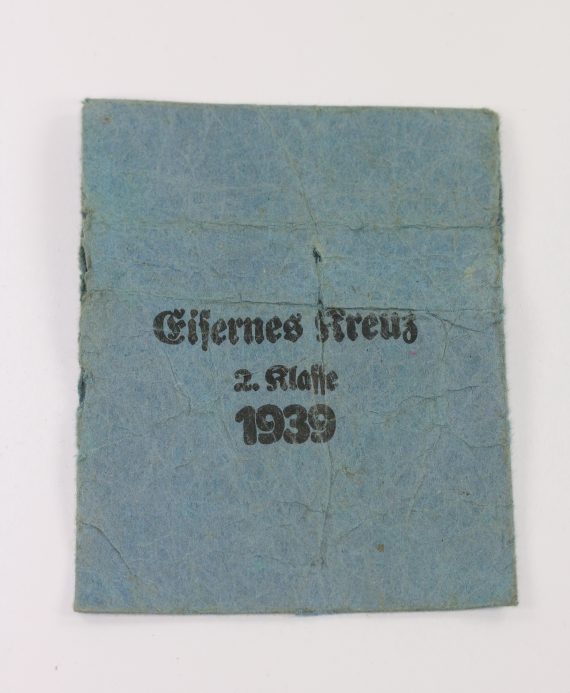 Eisernes Kreuz
2. Klasse
1939